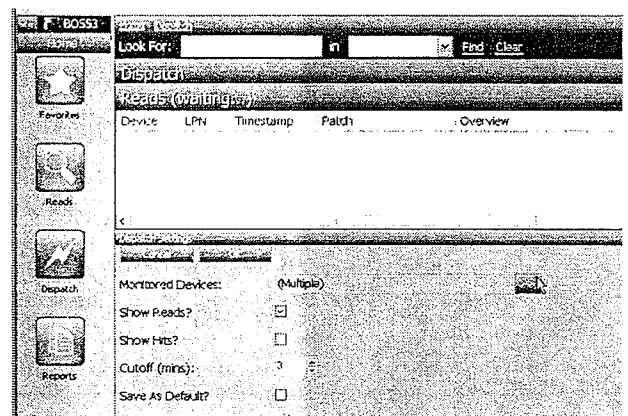 BOSS3
Home
Look For: in Find Clear
Dispatch
Reads (waiting...)
Device LPN Timestamp Patch Overview
Favorites
Reads
Dispatch
Reports
Monitored Devices: (Multiple)
Show Reads?
Show Hits?
Cutoff (mins): 3
Save As Default?